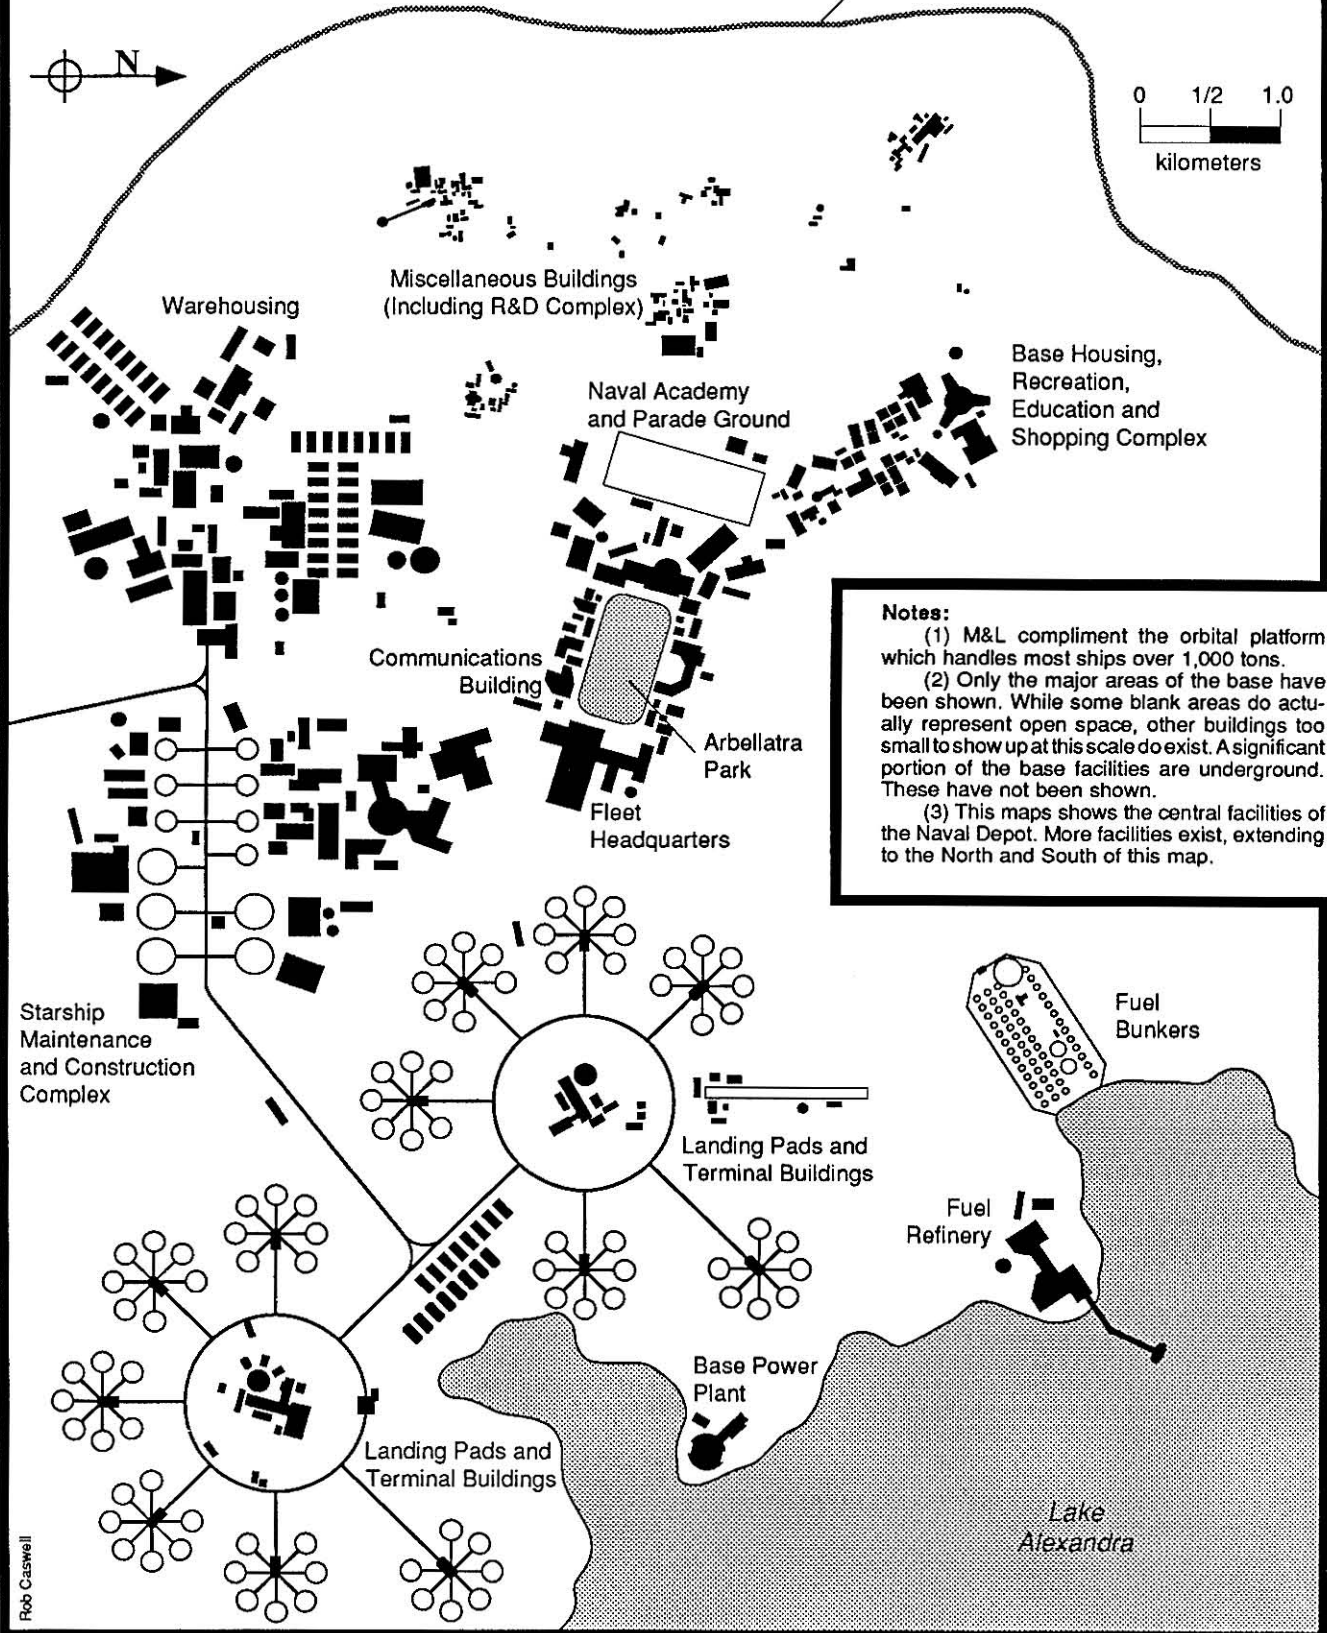 N
0 1/2 1.0
kilometers
Miscellaneous Buildings
(Including R&D Complex)
Warehousing
Base Housing,
Recreation,
Education and
Shopping Complex
Naval Academy
and Parade Ground
Notes:
(1) M&L compliment the orbital platform
which handles most ships over 1,000 tons.
(2) Only the major areas of the base have
been shown. While some blank areas do actu-
ally represent open space, other buildings too
small to show up at this scale do exist. A significant
portion of the base facilities are underground.
These have not been shown.
(3) This maps shows the central facilities of
the Naval Depot. More facilities exist, extending
to the North and South of this map.
Communications
Building
Arbellatra
Park
Fleet
Headquarters
Starship
Maintenance
and Construction
Complex
Fuel
Bunkers
Landing Pads and
Terminal Buildings
Fuel
Refinery
Base Power
Plant
Landing Pads and
Terminal Buildings
Lake
Alexandra
Rob Caswell